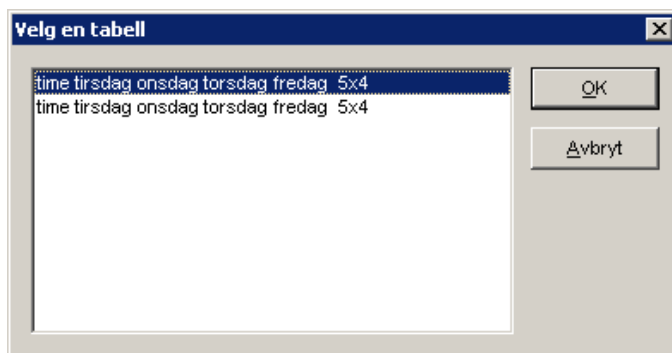 Velg en tabell
time tirsdag onsdag torsdag fredag  5x4
time tirsdag onsdag torsdag fredag  5x4
OK
Avbryt